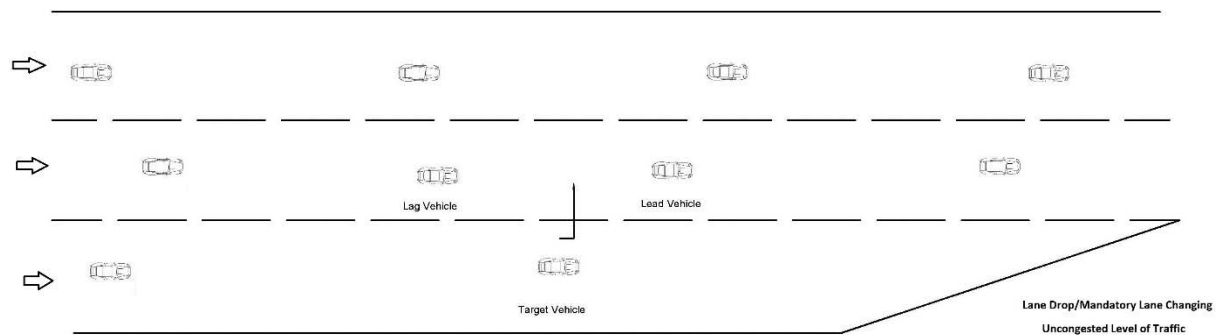 Lag Vehicle
Lead Vehicle
Target Vehicle
Lane Drop/Mandatory Lane Changing
Uncongested Level of Traffic